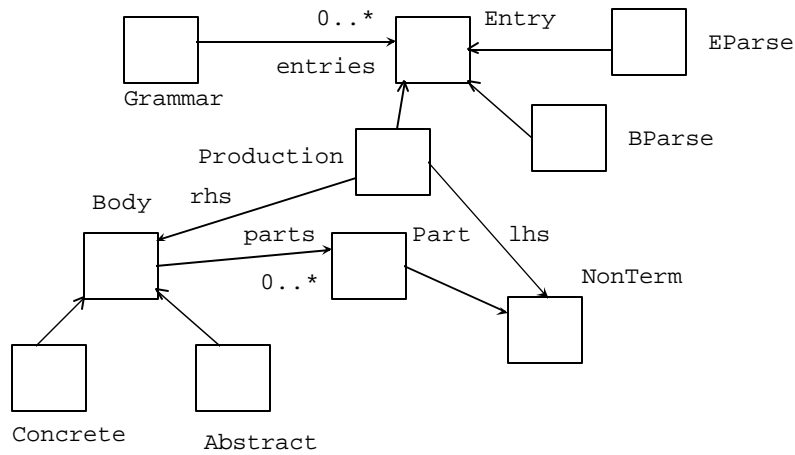 0..*
Entry
EParse
entries
Grammar
BParse
Production
rhs
Body
parts
Part
lhs
0..*
NonTerm
Concrete
Abstract